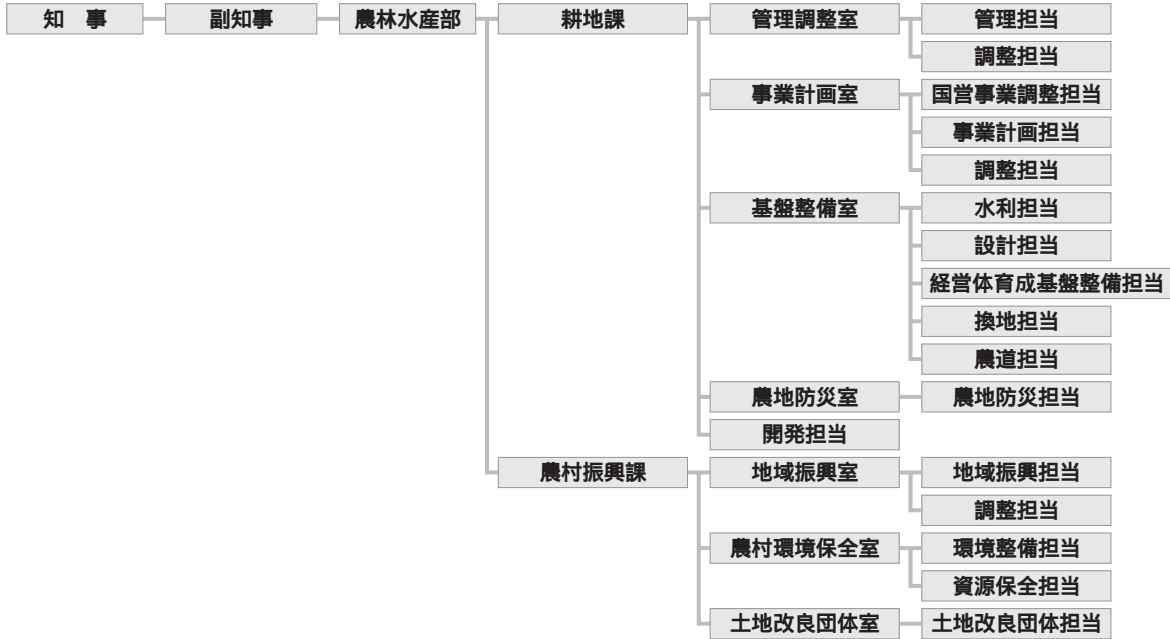 知　事 副知事 農林水産部 耕地課 管理調整室 管理担当
調整担当
事業計画室 国営事業調整担当
事業計画担当
調整担当
基盤整備室 水利担当
設計担当
経営体育成基盤整備担当
換地担当
農道担当
農地防災室 農地防災担当
開発担当
農村振興課 地域振興室 地域振興担当
調整担当
農村環境保全室 環境整備担当
資源保全担当
土地改良団体室 土地改良団体担当